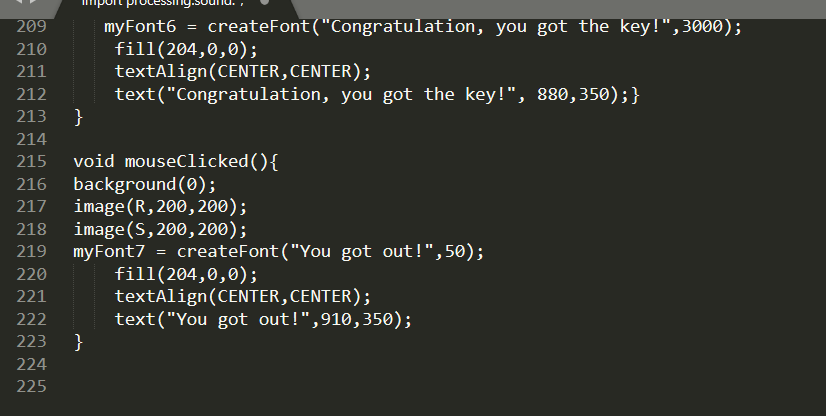 import processing.sound.*;
209 myFont6 = createFont("Congratulation, you got the key!",3000);
210 fill(204,0,0);
211 textAlign(CENTER,CENTER);
212 text("Congratulation, you got the key!", 880,350);}
213 }
214
215 void mouseClicked(){
216 background(0);
217 image(R,200,200);
218 image(S,200,200);
219 myFont7 = createFont("You got out!",50);
220 fill(204,0,0);
221 textAlign(CENTER,CENTER);
222 text("You got out!",910,350);
223 }
224
225